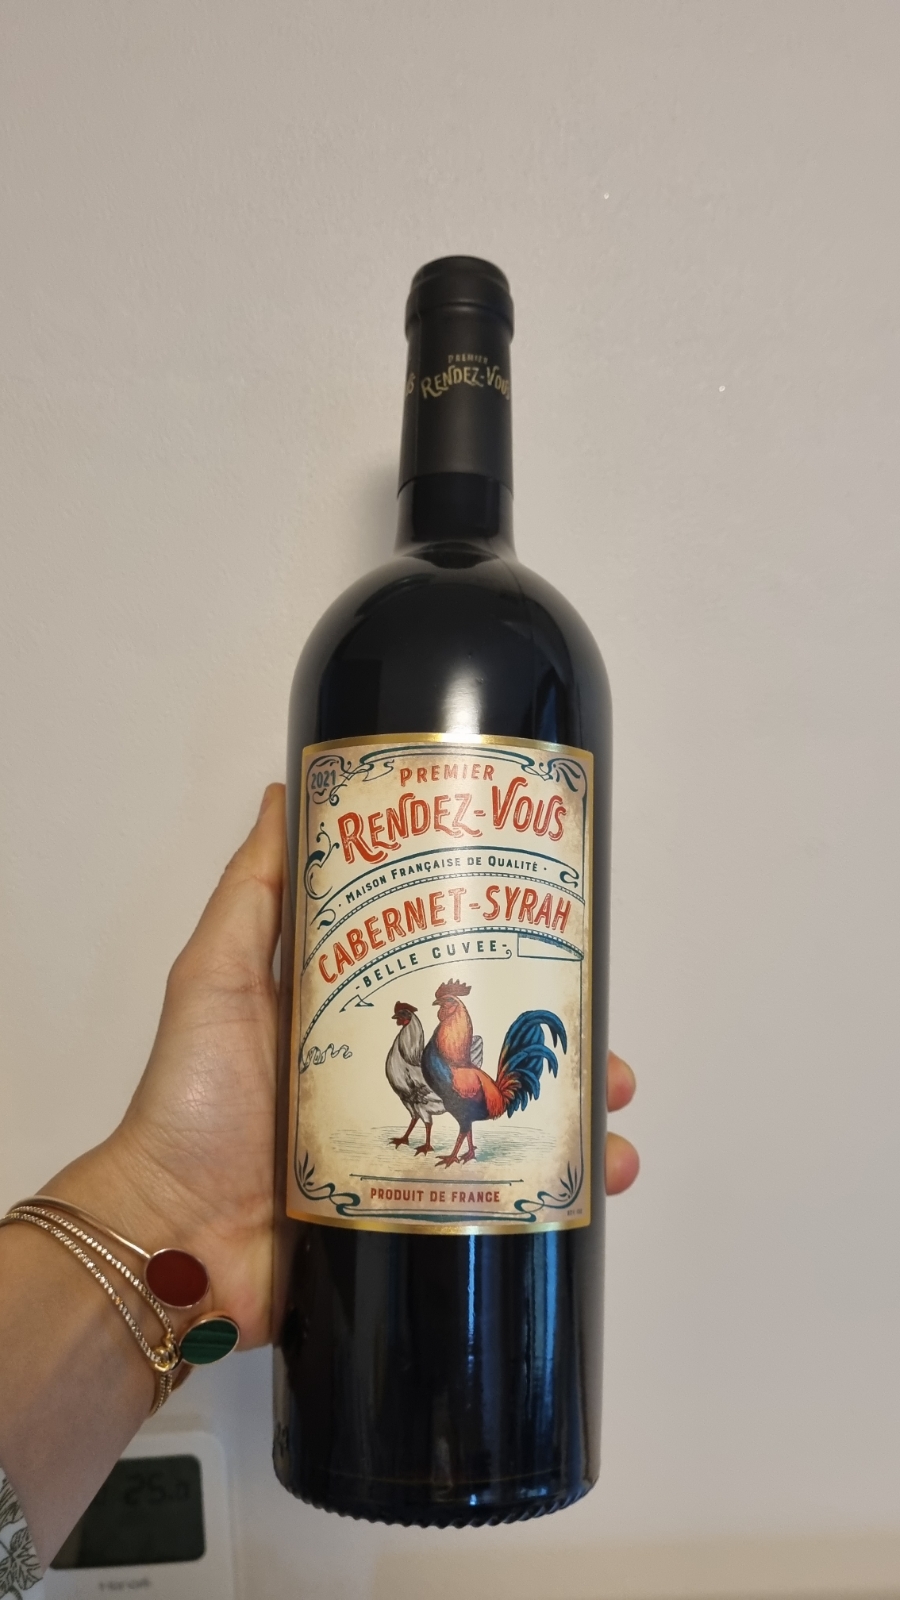 PREMIER
RENDEZ-VOUS
2021
PREMIER
RENDEZ-VOUS
· MAISON FRANÇAISE DE QUALITÉ ·
CABERNET-SYRAH
-BELLE CUVEE-
PRODUIT DE FRANCE